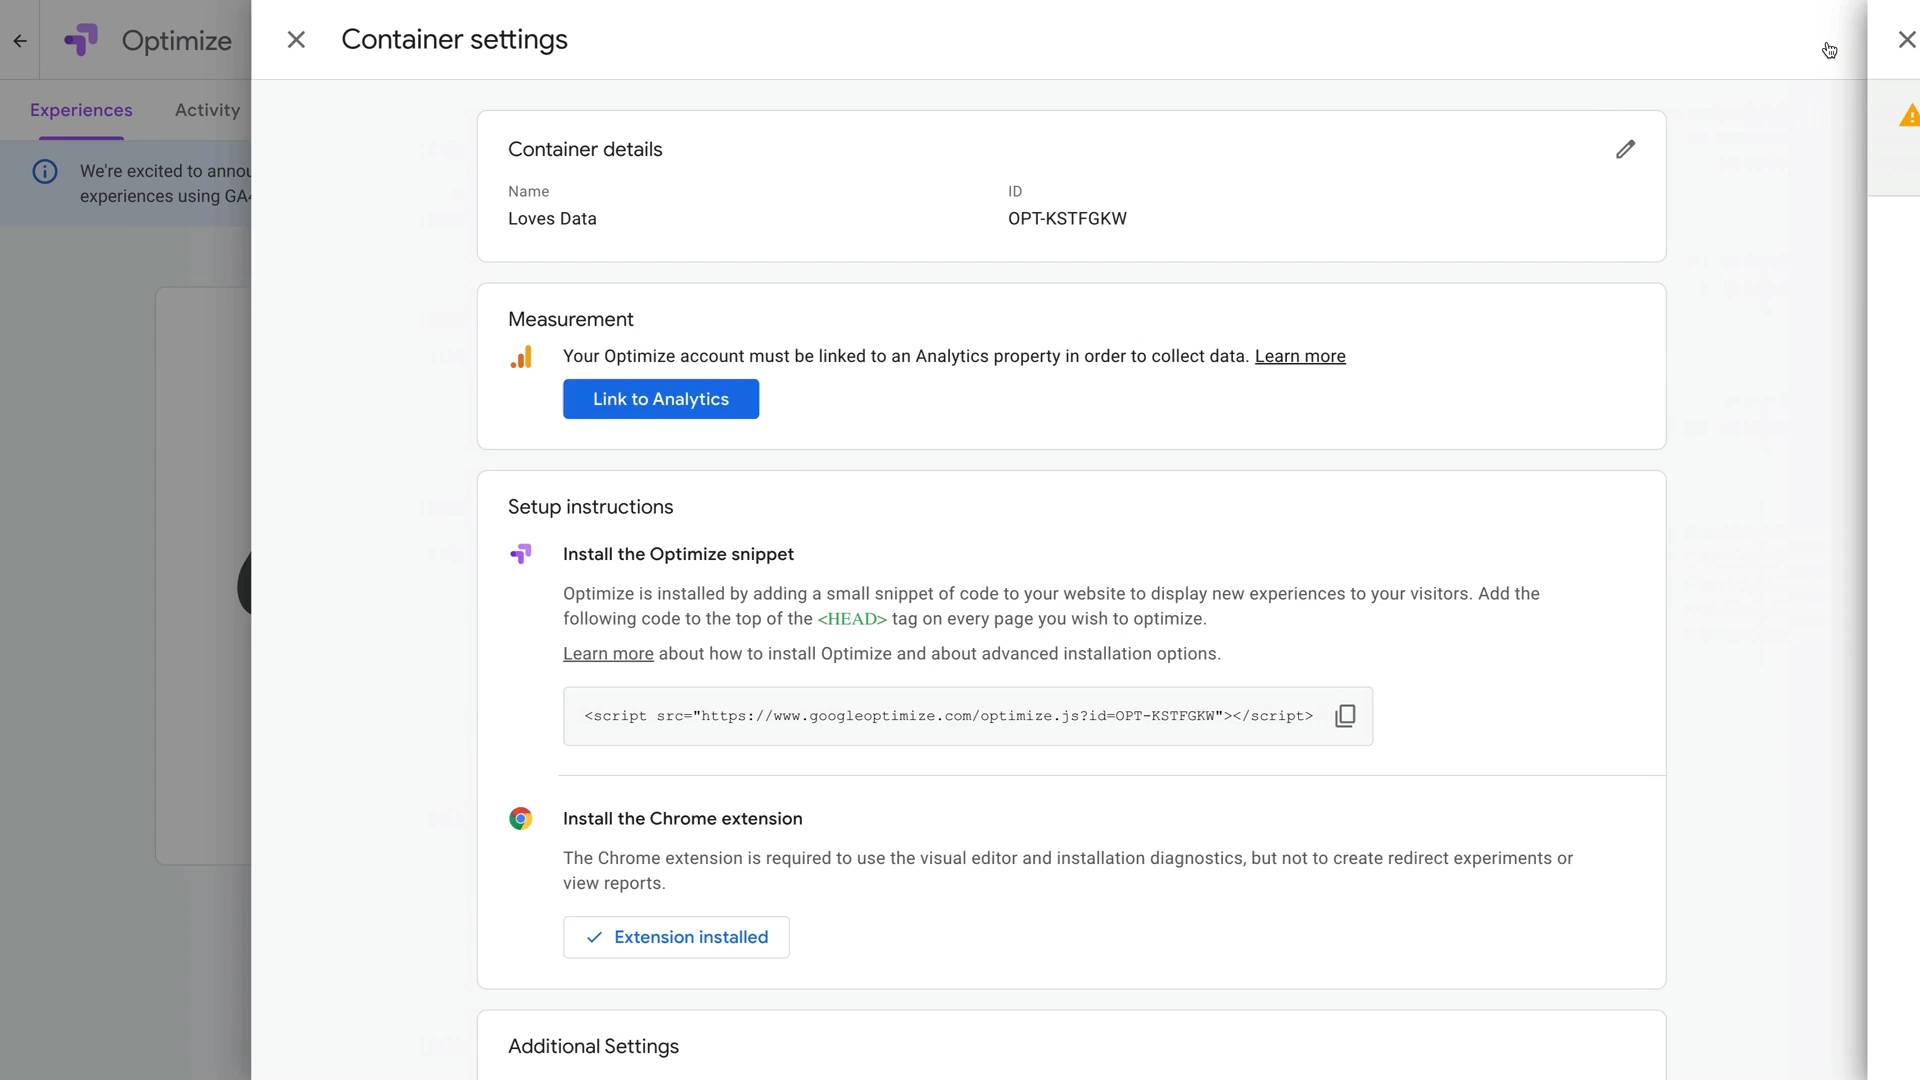 Optimize
Container settings
Experiences
Activity
We're excited to annou
experiences using GA4
Container details
Name
ID
Loves Data
OPT-KSTFGKW
Measurement
Your Optimize account must be linked to an Analytics property in order to collect data. Learn more
Link to Analytics
Setup instructions
Install the Optimize snippet
Optimize is installed by adding a small snippet of code to your website to display new experiences to your visitors. Add the
following code to the top of the <HEAD> tag on every page you wish to optimize.
Learn more about how to install Optimize and about advanced installation options.
<script src="https://www.googleoptimize.com/optimize.js?id=OPT-KSTFGKW"></script>
Install the Chrome extension
The Chrome extension is required to use the visual editor and installation diagnostics, but not to create redirect experiments or
view reports.
Extension installed
Additional Settings